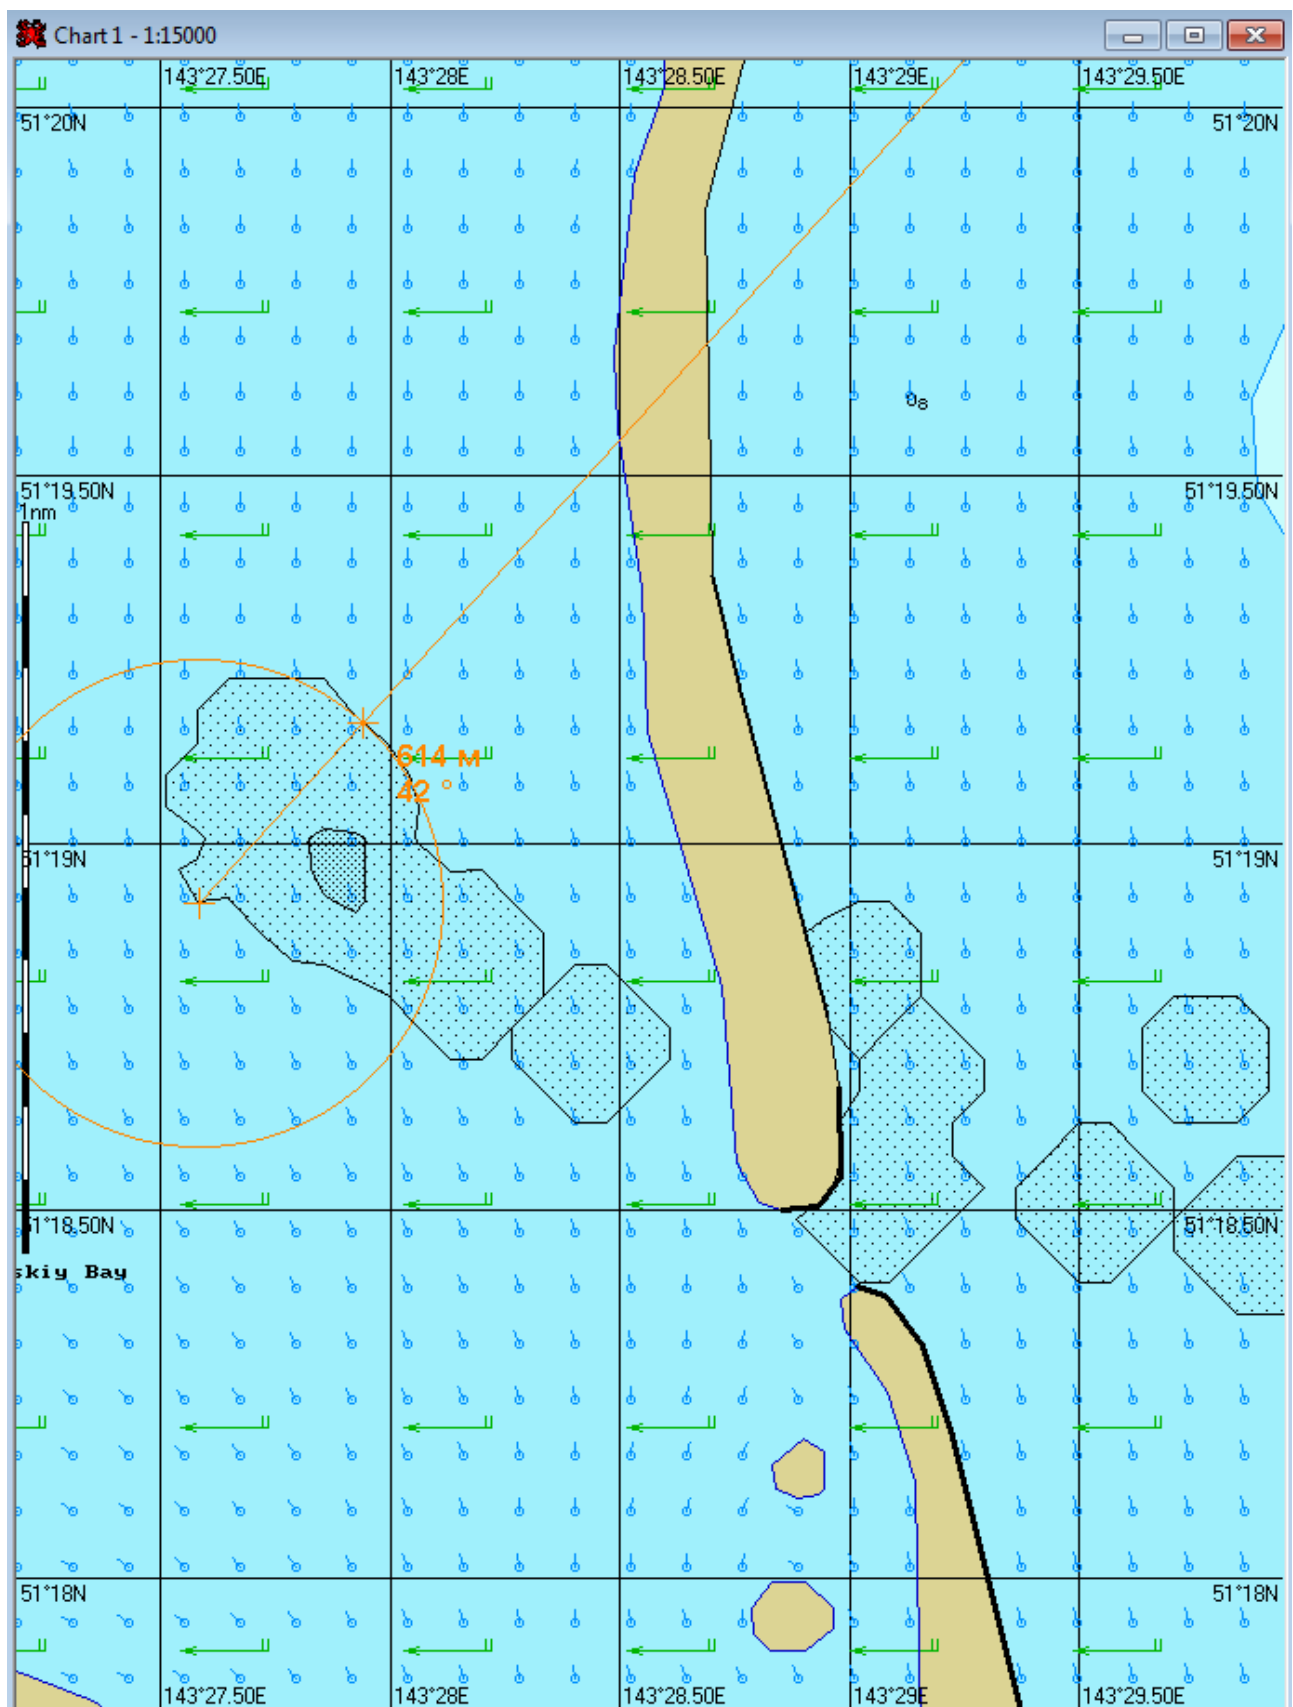 Chart 1 - 1:15000
143°27.50E 143°28E 143°28.50E 143°29E 143°29.50E
51°20N 51°20N
0₈
51°19.50N 51°19.50N
1nm
614 м
42 °
51°19N 51°19N
51°18.50N 51°18.50N
skiy Bay
51°18N 51°18N
143°27.50E 143°28E 143°28.50E 143°29E 143°29.50E